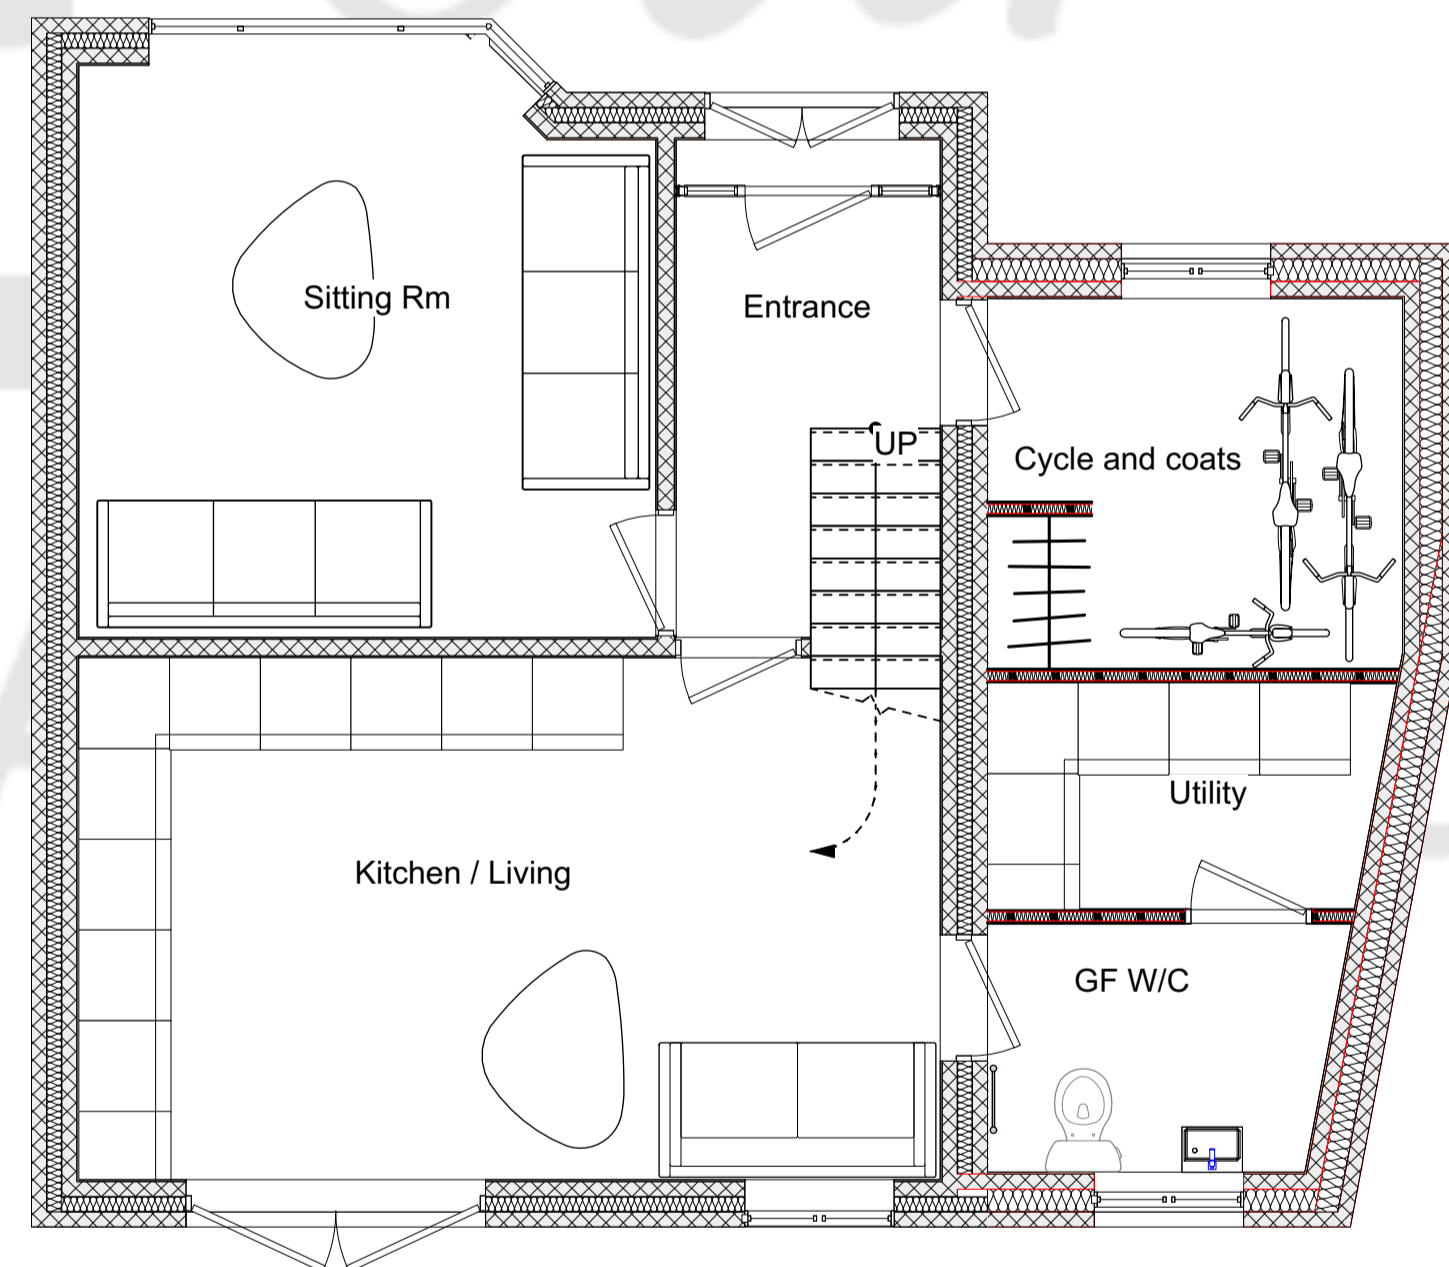 Sitting Rm
Entrance
UP
Cycle and coats
Utility
Kitchen / Living
GF W/C